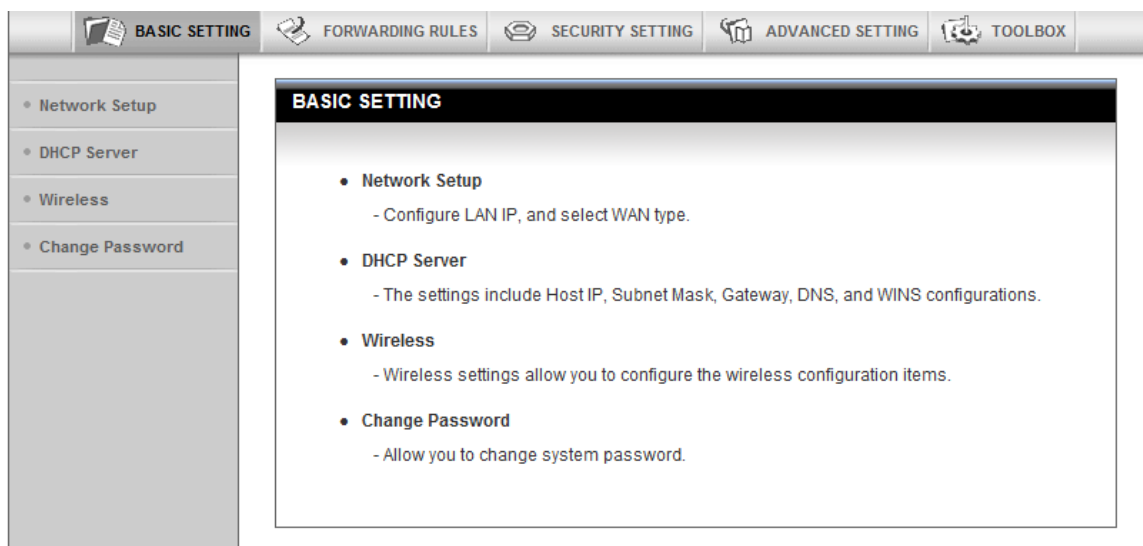 BASIC SETTING
FORWARDING RULES
SECURITY SETTING
ADVANCED SETTING
TOOLBOX
Network Setup
DHCP Server
Wireless
Change Password
BASIC SETTING
Network Setup
- Configure LAN IP, and select WAN type.
DHCP Server
- The settings include Host IP, Subnet Mask, Gateway, DNS, and WINS configurations.
Wireless
- Wireless settings allow you to configure the wireless configuration items.
Change Password
- Allow you to change system password.